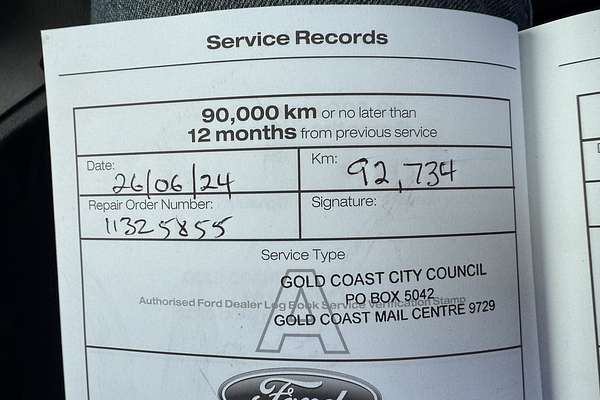 Service Records
90,000 km or no later than
12 months from previous service
Date: 26/06/24
Km: 92,734
Repair Order Number: 11325855
Signature:
Service Type
A
GOLD COAST CITY COUNCIL
PO BOX 5042
Authorised Ford Dealer Log Book Service Verification Stamp
GOLD COAST MAIL CENTRE 9729
Ford